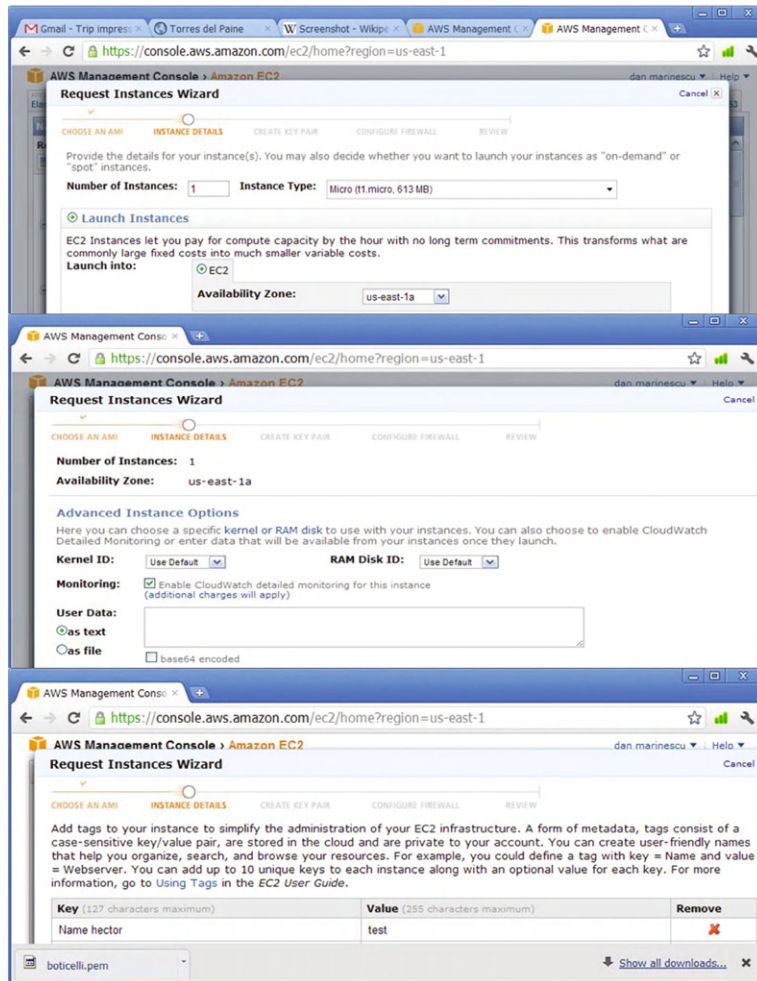 Gmail - Trip impress
Torres del Paine
Screenshot - Wikipe
AWS Management C
AWS Management C
https://console.aws.amazon.com/ec2/home?region=us-east-1
AWS Management Console › Amazon EC2
dan marinescu
Help
Request Instances Wizard
Cancel
CHOOSE AN AMI
INSTANCE DETAILS
CREATE KEY PAIR
CONFIGURE FIREWALL
REVIEW
Provide the details for your instance(s). You may also decide whether you want to launch your instances as "on-demand" or
"spot" instances.
Number of Instances: 1 Instance Type: Micro (t1.micro, 613 MB)
Launch Instances
EC2 Instances let you pay for compute capacity by the hour with no long term commitments. This transforms what are
commonly large fixed costs into much smaller variable costs.
Launch into: EC2
Availability Zone: us-east-1a
AWS Management Conso
https://console.aws.amazon.com/ec2/home?region=us-east-1
AWS Management Console › Amazon EC2
dan marinescu
Help
Request Instances Wizard
Cancel
CHOOSE AN AMI
INSTANCE DETAILS
CREATE KEY PAIR
CONFIGURE FIREWALL
REVIEW
Number of Instances: 1
Availability Zone: us-east-1a
Advanced Instance Options
Here you can choose a specific kernel or RAM disk to use with your instances. You can also choose to enable CloudWatch
Detailed Monitoring or enter data that will be available from your instances once they launch.
Kernel ID: Use Default RAM Disk ID: Use Default
Monitoring: Enable CloudWatch detailed monitoring for this instance
(additional charges will apply)
User Data:
as text
as file
base64 encoded
AWS Management Conso
https://console.aws.amazon.com/ec2/home?region=us-east-1
AWS Management Console › Amazon EC2
dan marinescu
Help
Request Instances Wizard
Cancel
CHOOSE AN AMI
INSTANCE DETAILS
CREATE KEY PAIR
CONFIGURE FIREWALL
REVIEW
Add tags to your instance to simplify the administration of your EC2 infrastructure. A form of metadata, tags consist of a
case-sensitive key/value pair, are stored in the cloud and are private to your account. You can create user-friendly names
that help you organize, search, and browse your resources. For example, you could define a tag with key = Name and value
= Webserver. You can add up to 10 unique keys to each instance along with an optional value for each key. For more
information, go to Using Tags in the EC2 User Guide.
Key (127 characters maximum) Value (255 characters maximum) Remove
Name hector test
boticelli.pem
Show all downloads...